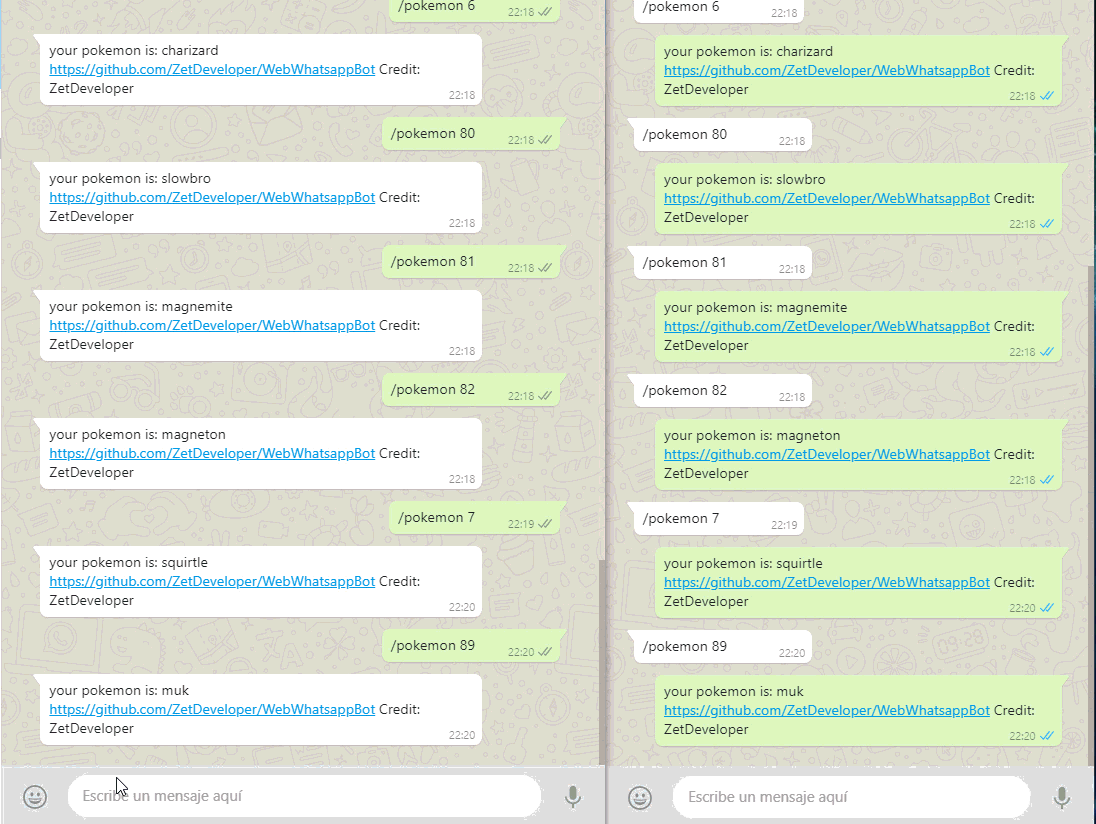 /pokemon 6
22:18
your pokemon is: charizard
https://github.com/ZetDeveloper/WebWhatsappBot Credit:
ZetDeveloper
22:18
/pokemon 80
22:18
your pokemon is: slowbro
https://github.com/ZetDeveloper/WebWhatsappBot Credit:
ZetDeveloper
22:18
/pokemon 81
22:18
your pokemon is: magnemite
https://github.com/ZetDeveloper/WebWhatsappBot Credit:
ZetDeveloper
22:18
/pokemon 82
22:18
your pokemon is: magneton
https://github.com/ZetDeveloper/WebWhatsappBot Credit:
ZetDeveloper
22:18
/pokemon 7
22:19
your pokemon is: squirtle
https://github.com/ZetDeveloper/WebWhatsappBot Credit:
ZetDeveloper
22:20
/pokemon 89
22:20
your pokemon is: muk
https://github.com/ZetDeveloper/WebWhatsappBot Credit:
ZetDeveloper
22:20
Escribe un mensaje aquí
/pokemon 6
22:18
your pokemon is: charizard
https://github.com/ZetDeveloper/WebWhatsappBot Credit:
ZetDeveloper
22:18
/pokemon 80
22:18
your pokemon is: slowbro
https://github.com/ZetDeveloper/WebWhatsappBot Credit:
ZetDeveloper
22:18
/pokemon 81
22:18
your pokemon is: magnemite
https://github.com/ZetDeveloper/WebWhatsappBot Credit:
ZetDeveloper
22:18
/pokemon 82
22:18
your pokemon is: magneton
https://github.com/ZetDeveloper/WebWhatsappBot Credit:
ZetDeveloper
22:18
/pokemon 7
22:19
your pokemon is: squirtle
https://github.com/ZetDeveloper/WebWhatsappBot Credit:
ZetDeveloper
22:20
/pokemon 89
22:20
your pokemon is: muk
https://github.com/ZetDeveloper/WebWhatsappBot Credit:
ZetDeveloper
22:20
Escribe un mensaje aquí